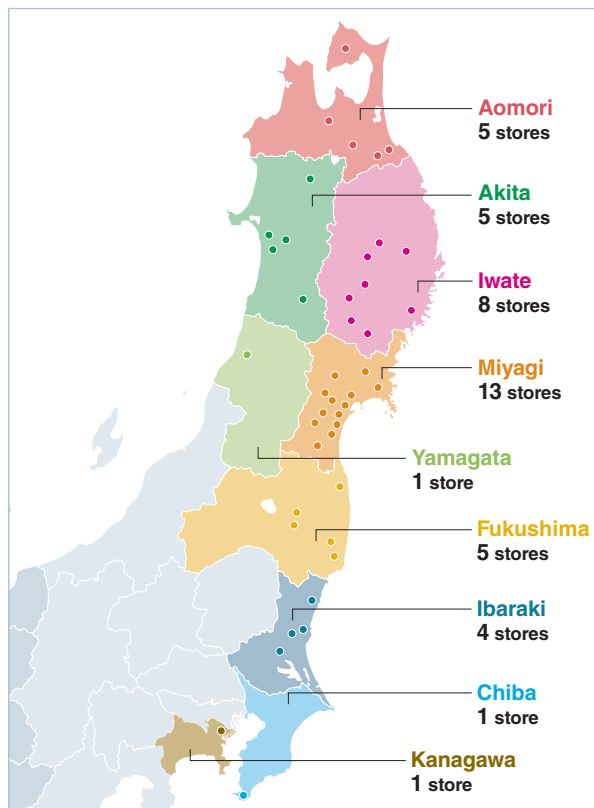 Aomori
5 stores
Akita
5 stores
Iwate
8 stores
Miyagi
13 stores
Yamagata
1 store
Fukushima
5 stores
Ibaraki
4 stores
Chiba
1 store
Kanagawa
1 store